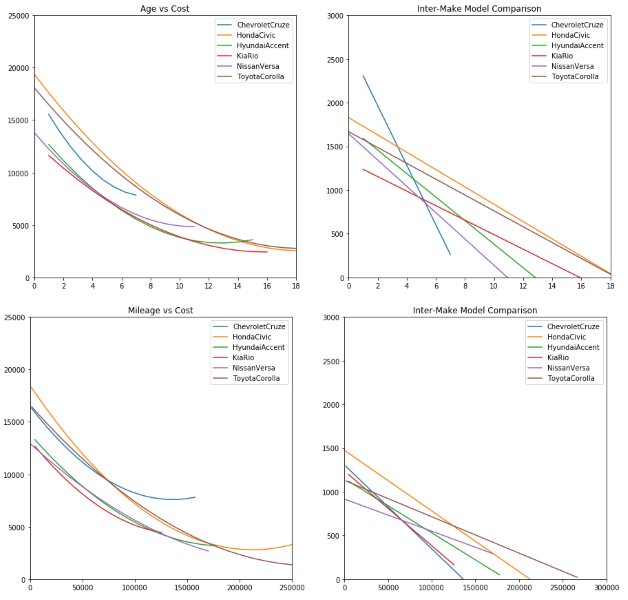 Age vs Cost
25000
20000
15000
10000
5000
0
0 2 4 6 8 10 12 14 16 18
ChevroletCruze
HondaCivic
HyundaiAccent
KiaRio
NissanVersa
ToyotaCorolla
Inter-Make Model Comparison
3000
2500
2000
1500
1000
500
0
0 2 4 6 8 10 12 14 16 18
ChevroletCruze
HondaCivic
HyundaiAccent
KiaRio
NissanVersa
ToyotaCorolla
Mileage vs Cost
25000
20000
15000
10000
5000
0
0 50000 100000 150000 200000 250000
ChevroletCruze
HondaCivic
HyundaiAccent
KiaRio
NissanVersa
ToyotaCorolla
Inter-Make Model Comparison
3000
2500
2000
1500
1000
500
0
0 50000 100000 150000 200000 250000 300000
ChevroletCruze
HondaCivic
HyundaiAccent
KiaRio
NissanVersa
ToyotaCorolla